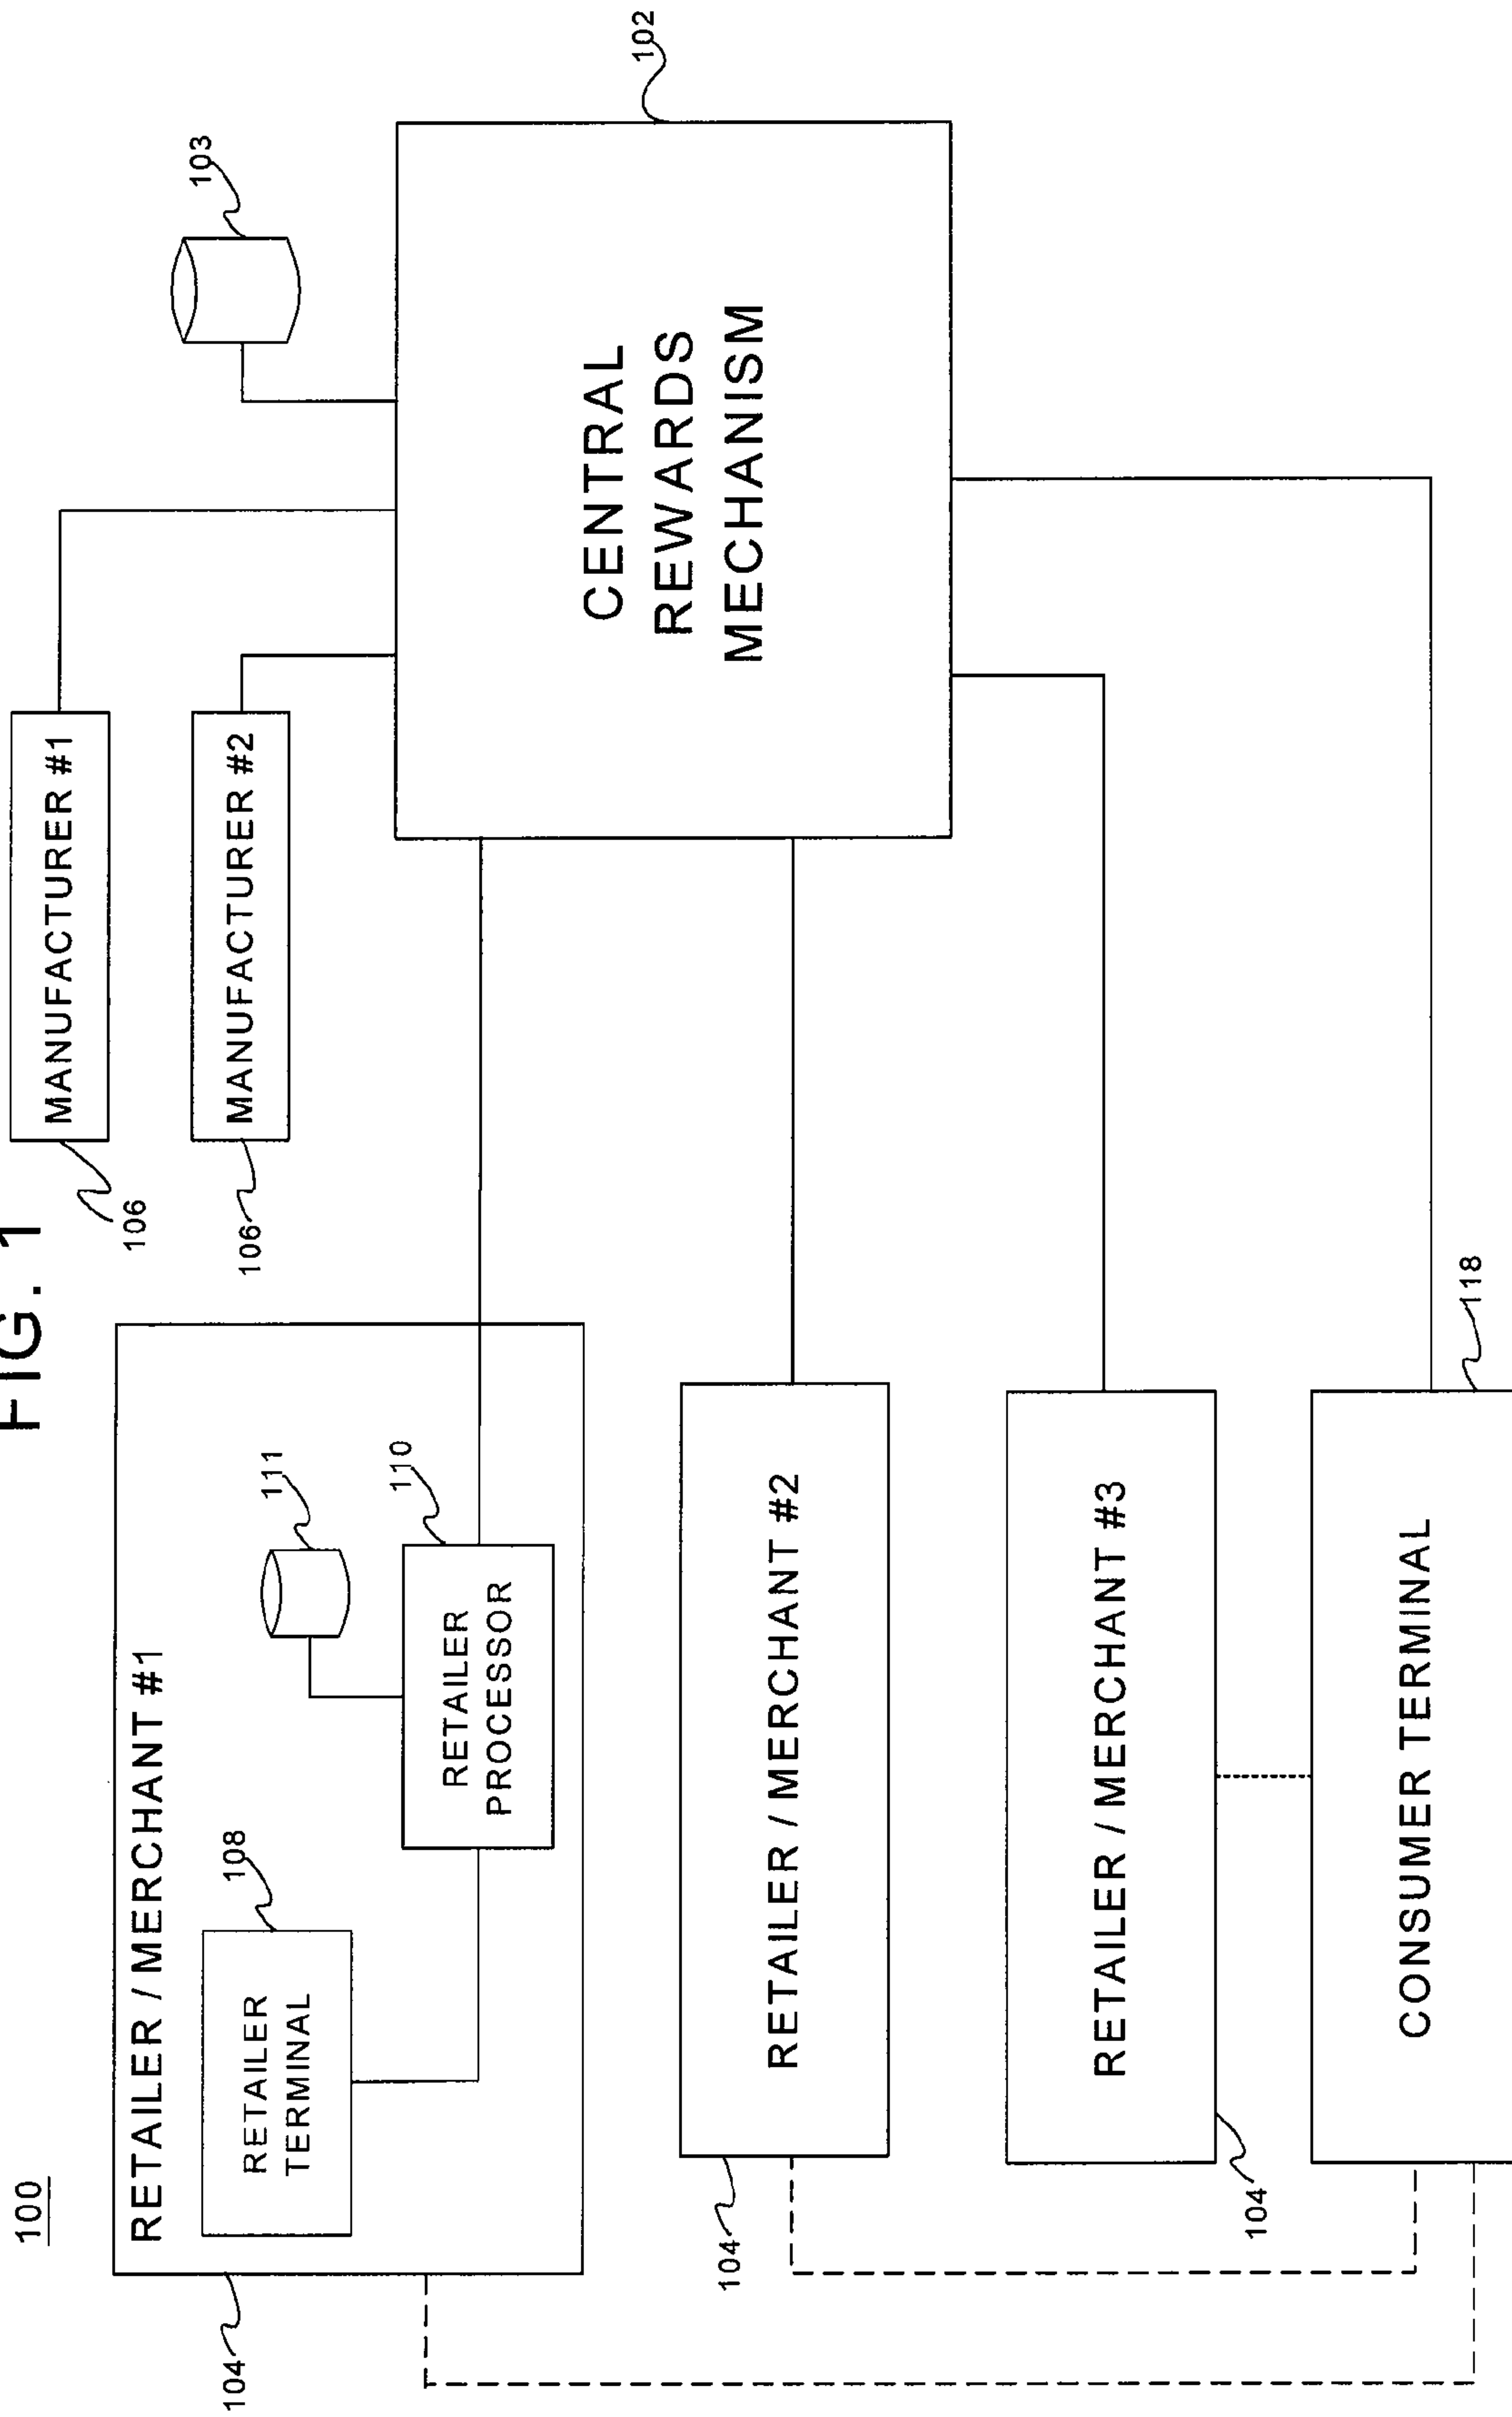 FIG. 1
100
104
RETAILER / MERCHANT #1
108
RETAILER
TERMINAL
111
110
RETAILER
PROCESSOR
106
MANUFACTURER #1
106
MANUFACTURER #2
103
102
CENTRAL
REWARDS
MECHANISM
104
RETAILER / MERCHANT #2
104
RETAILER / MERCHANT #3
118
CONSUMER TERMINAL